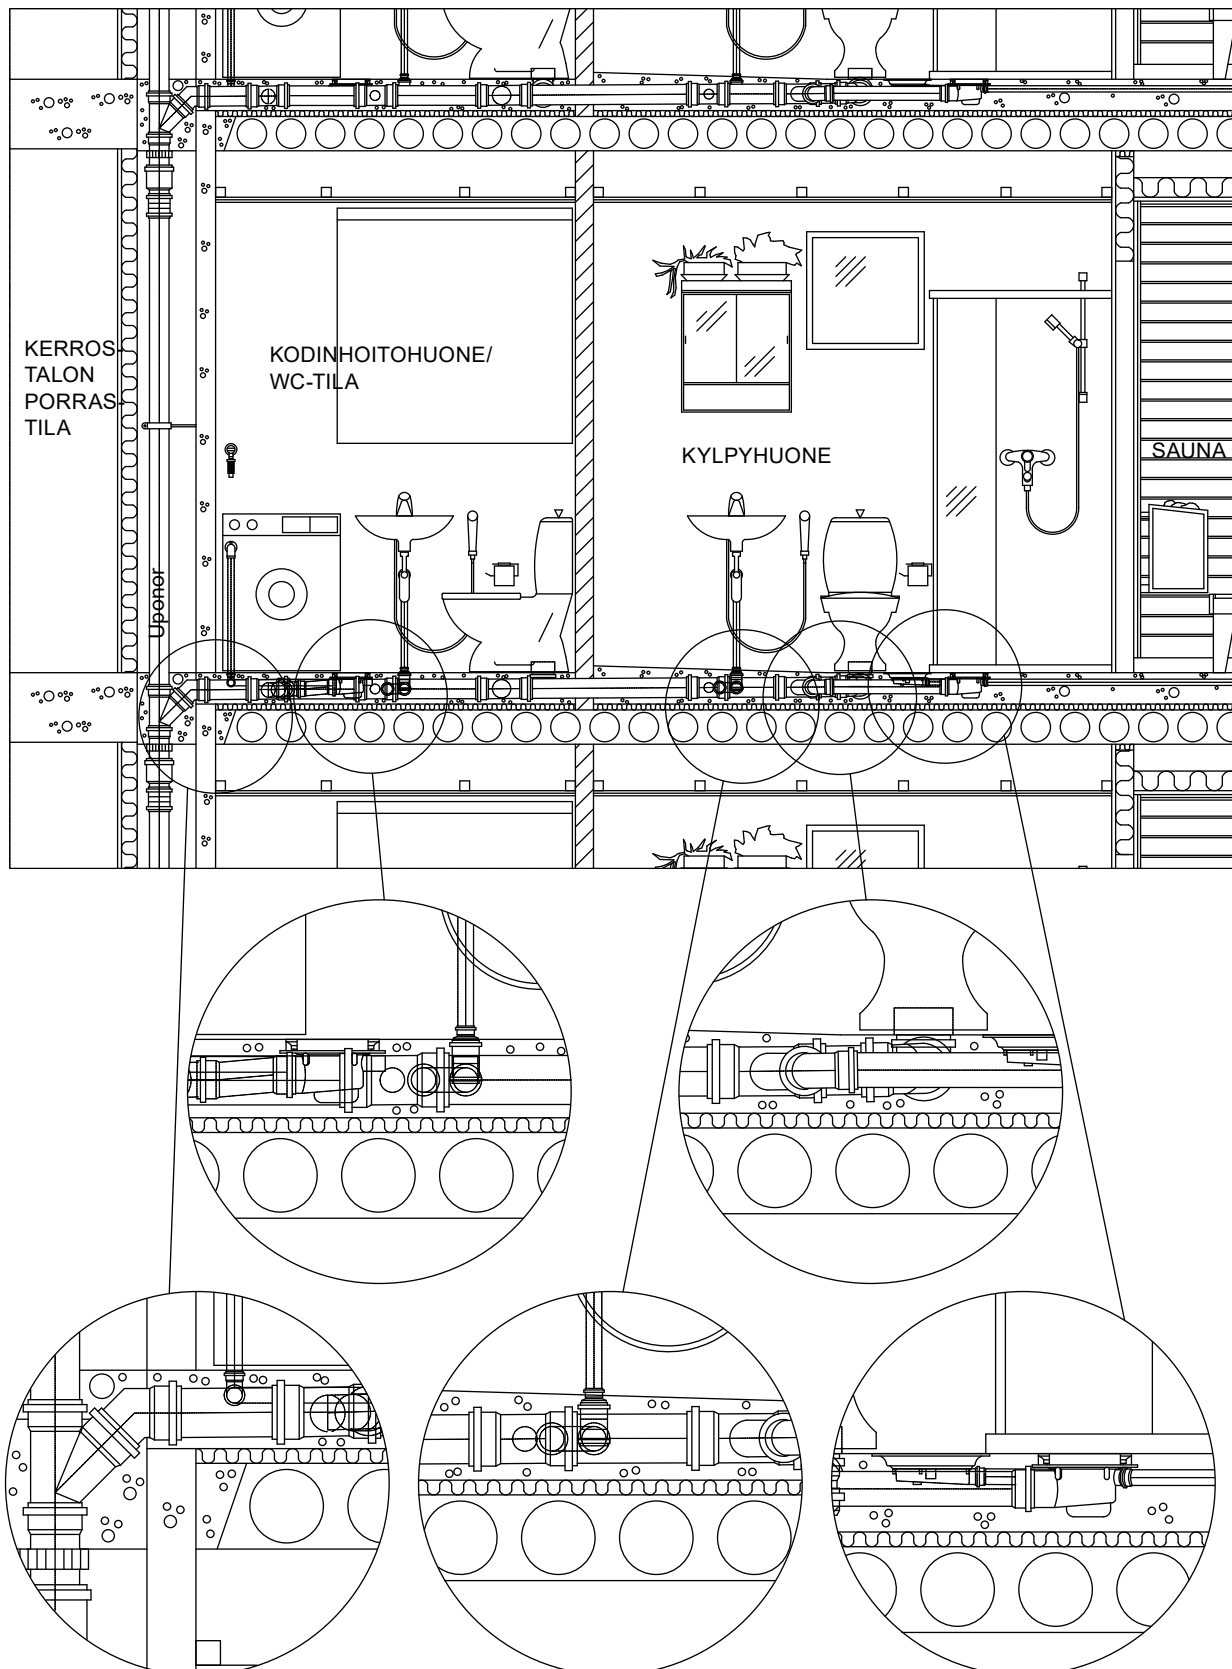 KERROS-
TALON
PORRAS-
TILA
KODINHOITOHUONE/
WC-TILA
KYLPYHUONE
SAUNA
Uponor